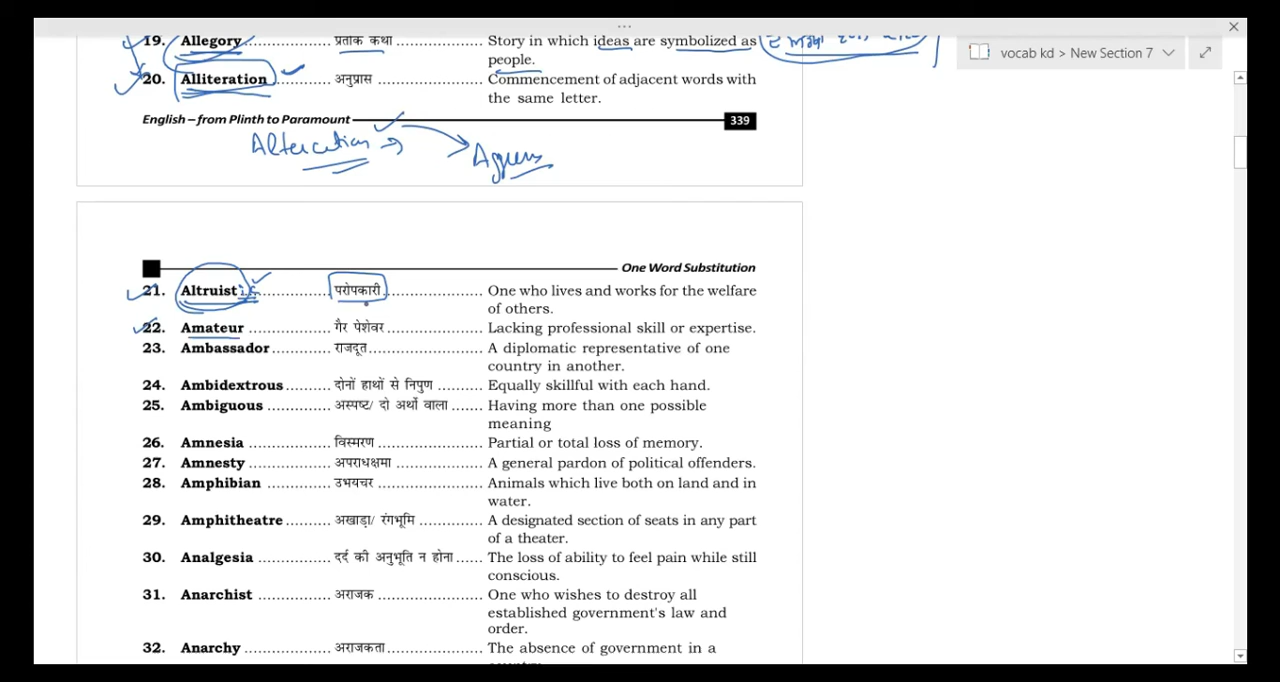 ...
×
vocab kd > New Section 7
19. Allegory ................ प्रतीक कथा ................ Story in which ideas are symbolized as
people.
20. Alliteration ............ अनुप्रास ..................... Commencement of adjacent words with
the same letter.
English – from Plinth to Paramount 339
Altercation
■ One Word Substitution
21. Altruist ................. परोपकारी ................... One who lives and works for the welfare
of others.
22. Amateur ............... गैर पेशेवर .................. Lacking professional skill or expertise.
23. Ambassador ............ राजदूत ....................... A diplomatic representative of one
country in another.
24. Ambidextrous .......... दोनों हाथों से निपुण .......... Equally skillful with each hand.
25. Ambiguous ............. अस्पष्ट/ दो अर्थो वाला ....... Having more than one possible
meaning
26. Amnesia ................ विस्मरण ..................... Partial or total loss of memory.
27. Amnesty ................ अपराधक्षमा .................. A general pardon of political offenders.
28. Amphibian ............. उभयचर ...................... Animals which live both on land and in
water.
29. Amphitheatre .......... अखाड़ा/ रंगभूमि ............. A designated section of seats in any part
of a theater.
30. Analgesia ............... दर्द की अनुभूति न होना ...... The loss of ability to feel pain while still
conscious.
31. Anarchist ............... अराजक ...................... One who wishes to destroy all
established government's law and
order.
32. Anarchy ................. अराजकता .................... The absence of government in a